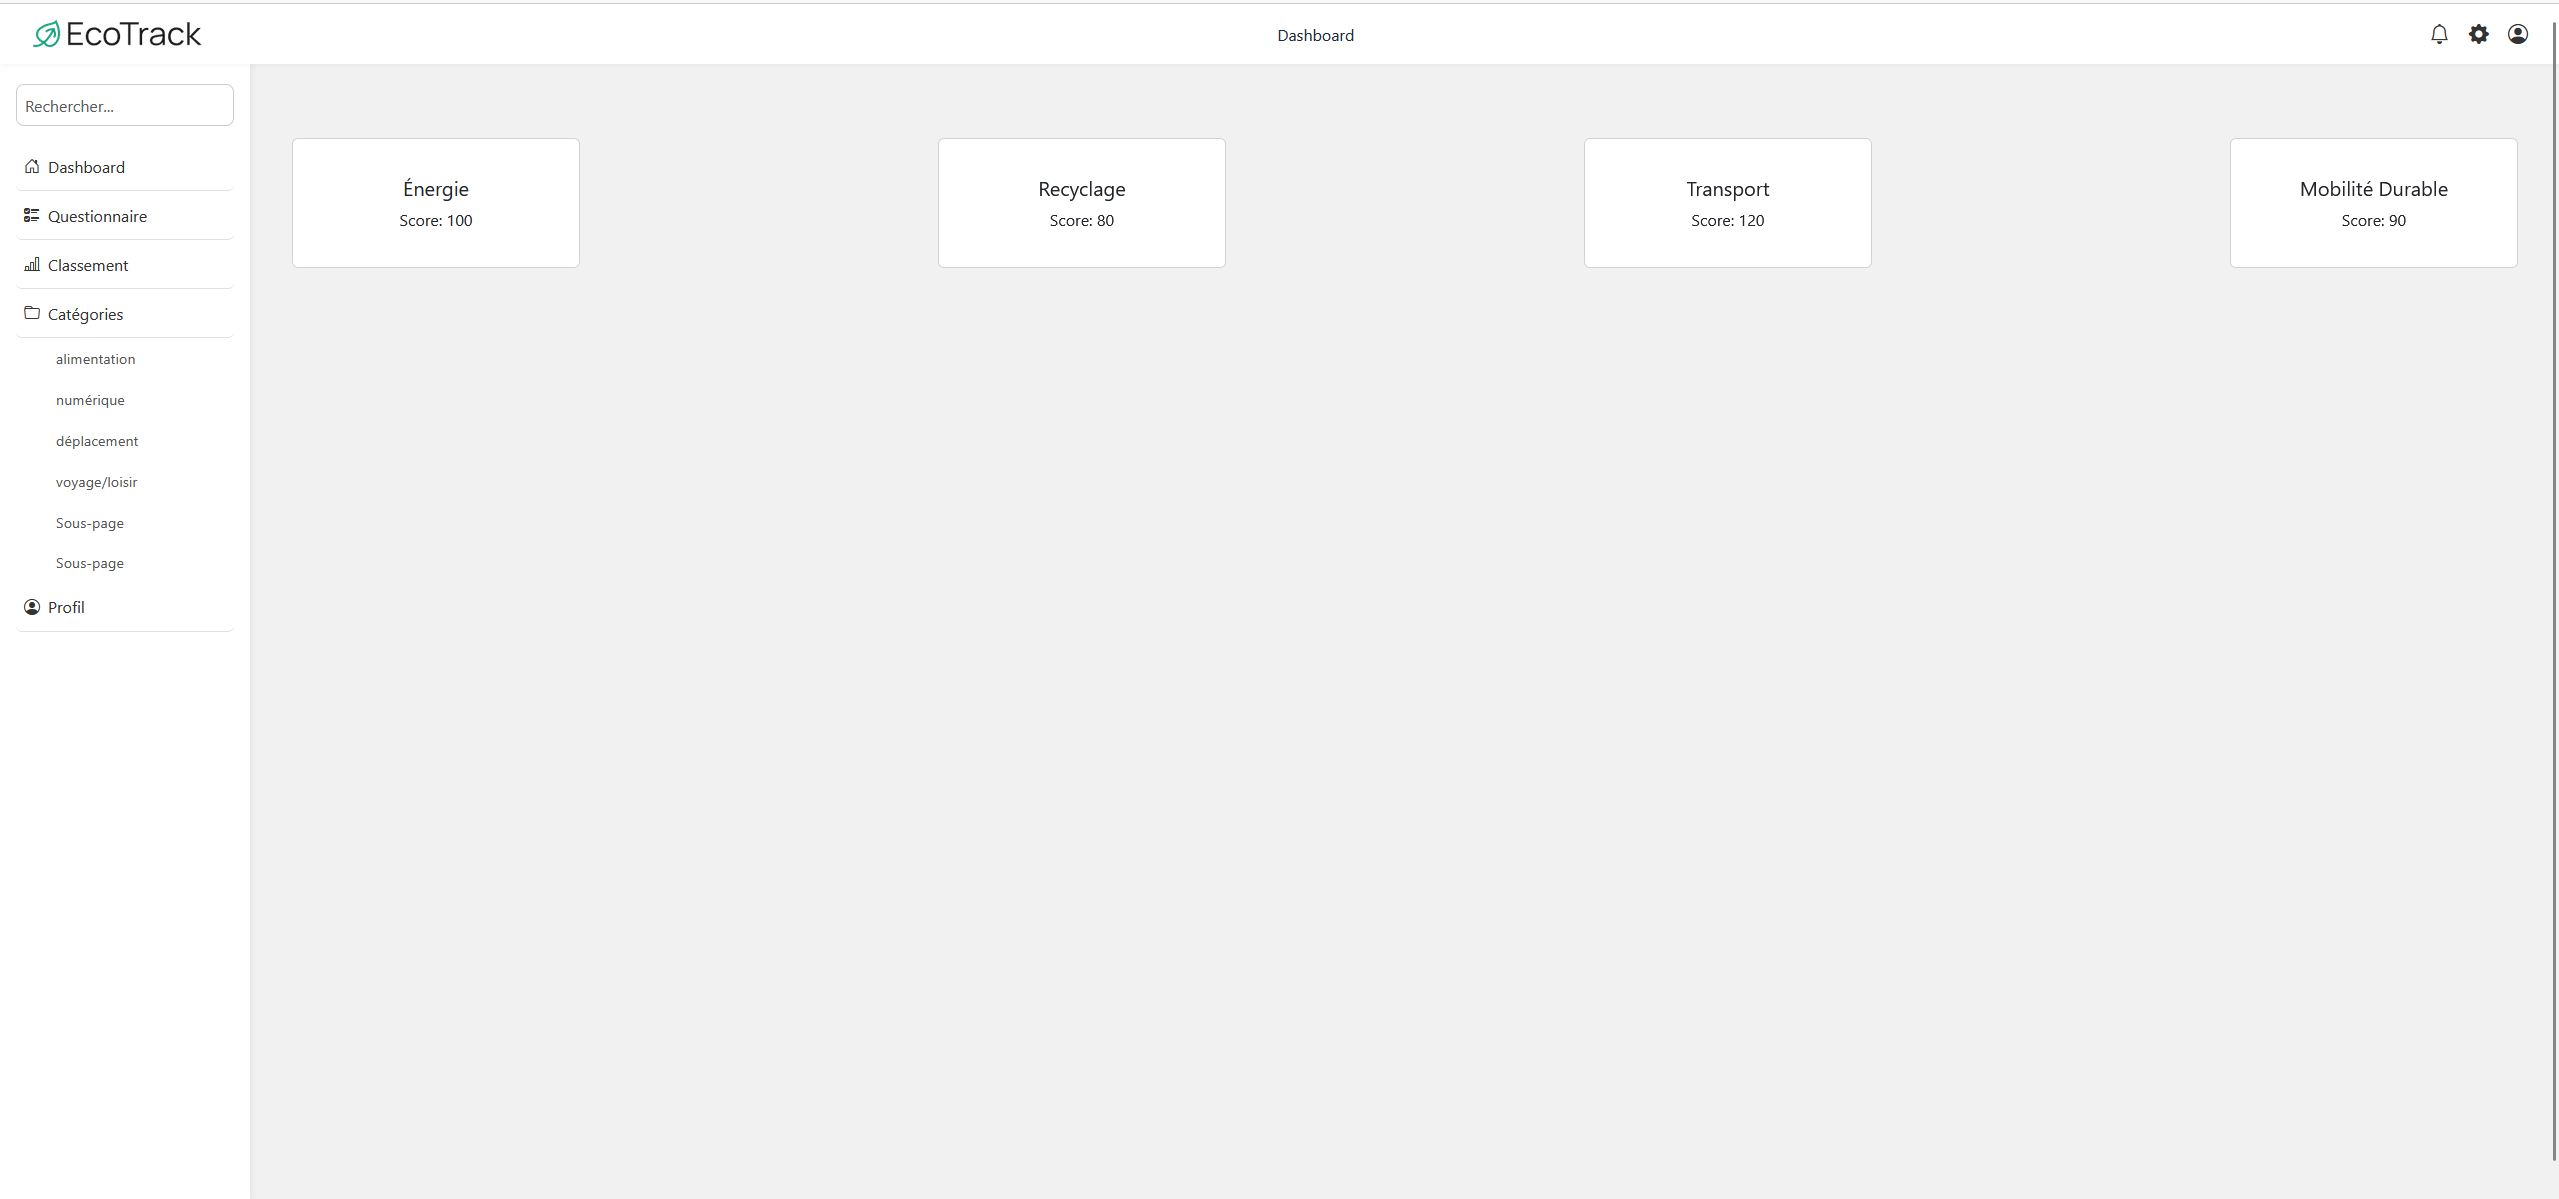 EcoTrack
Dashboard
Rechercher...
Dashboard
Questionnaire
Classement
Catégories
alimentation
numérique
déplacement
voyage/loisir
Sous-page
Sous-page
Profil
Énergie
Score: 100
Recyclage
Score: 80
Transport
Score: 120
Mobilité Durable
Score: 90